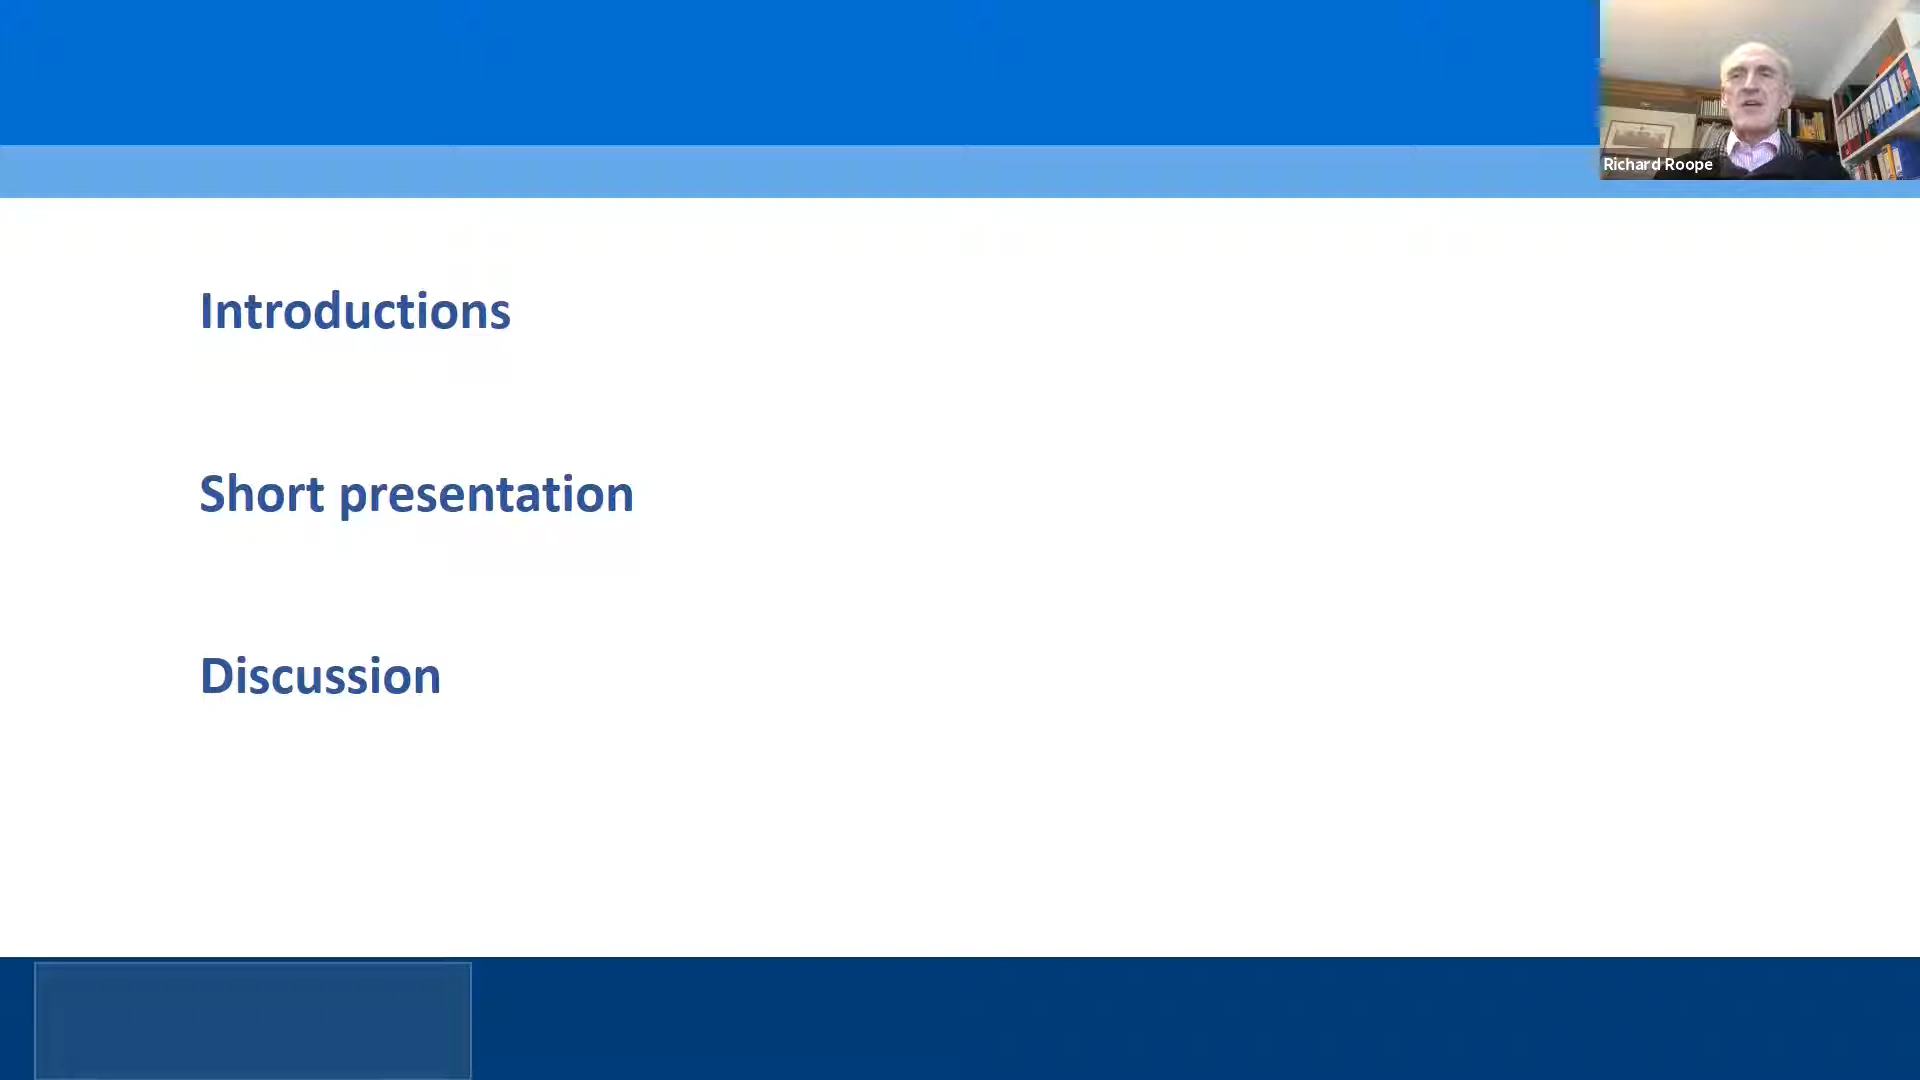 Richard Roope
Introductions
Short presentation
Discussion